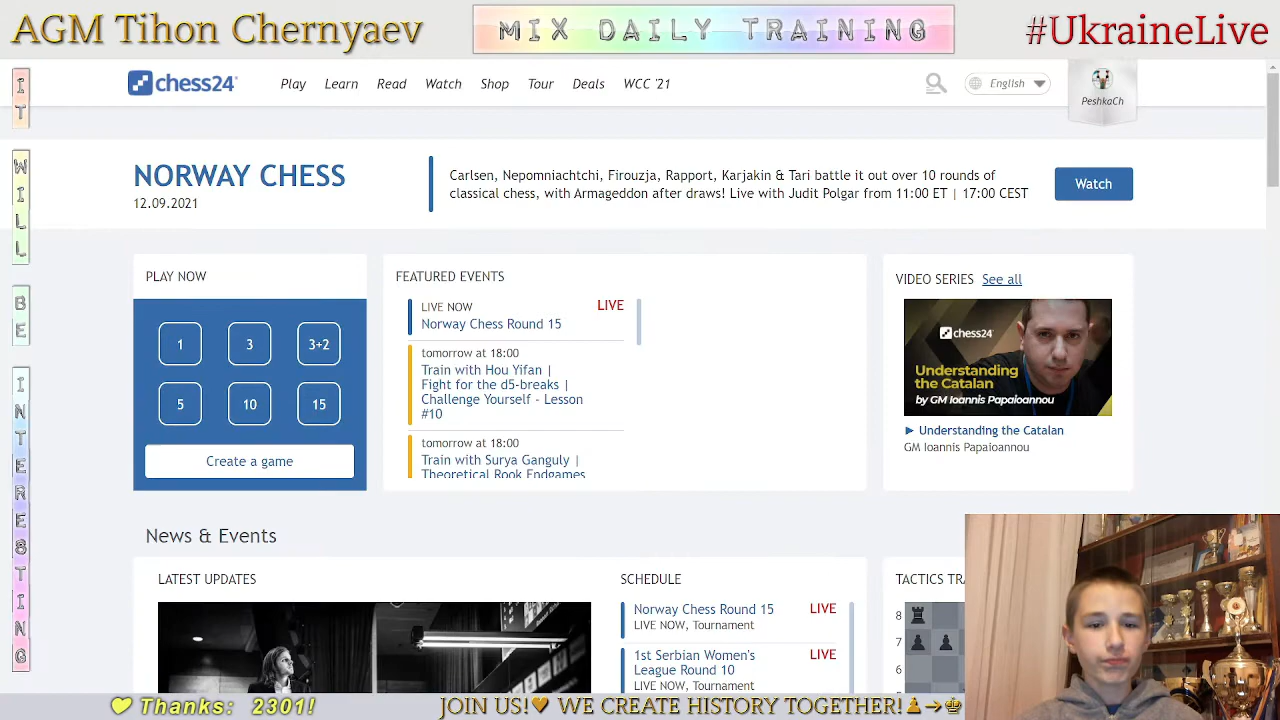 AGM Tihon Chernyaev
MIX DAILY TRAINING
#UkraineLive
IT WILL BE INTERESTING
chess24
Play
Learn
Read
Watch
Shop
Tour
Deals
WCC '21
English
PeshkaCh
NORWAY CHESS
12.09.2021
Carlsen, Nepomniachtchi, Firouzja, Rapport, Karjakin & Tari battle it out over 10 rounds of
classical chess, with Armageddon after draws! Live with Judit Polgar from 11:00 ET | 17:00 CEST
Watch
PLAY NOW
1
3
3+2
5
10
15
Create a game
FEATURED EVENTS
LIVE NOW
LIVE
Norway Chess Round 15
tomorrow at 18:00
Train with Hou Yifan |
Fight for the d5-breaks |
Challenge Yourself - Lesson
#10
tomorrow at 18:00
Train with Surya Ganguly |
Theoretical Rook Endgames
VIDEO SERIES See all
chess24
Understanding
the Catalan
by GM Ioannis Papaioannou
Understanding the Catalan
GM Ioannis Papaioannou
News & Events
LATEST UPDATES
SCHEDULE
Norway Chess Round 15
LIVE
LIVE NOW, Tournament
1st Serbian Women's
LIVE
League Round 10
LIVE NOW, Tournament
TACTICS TRA
8
7
6
Thanks: 2301!
JOIN US! WE CREATE HISTORY TOGETHER!